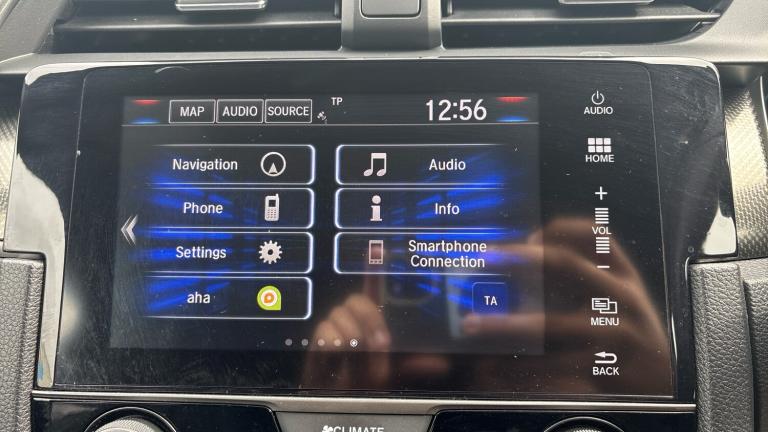 MAP AUDIO SOURCE TP 12:56
AUDIO
HOME
Navigation
Audio
Phone
Info
Settings
Smartphone
Connection
aha
TA
+
VOL
−
MENU
BACK
CLIMATE